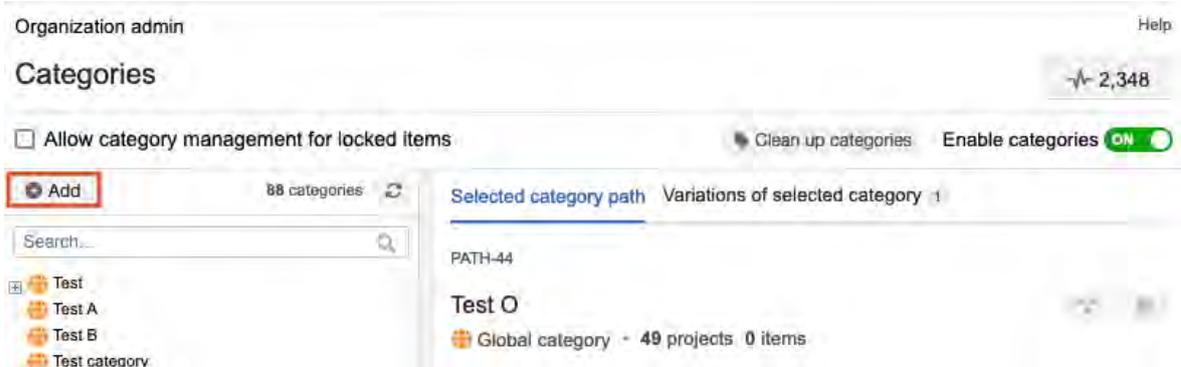 Organization admin
Help
Categories
2,348
Allow category management for locked items
Clean up categories
Enable categories ON
Add
88 categories
Selected category path
Variations of selected category 1
Search...
PATH-44
Test
Test A
Test O
Test B
Global category - 49 projects 0 items
Test category